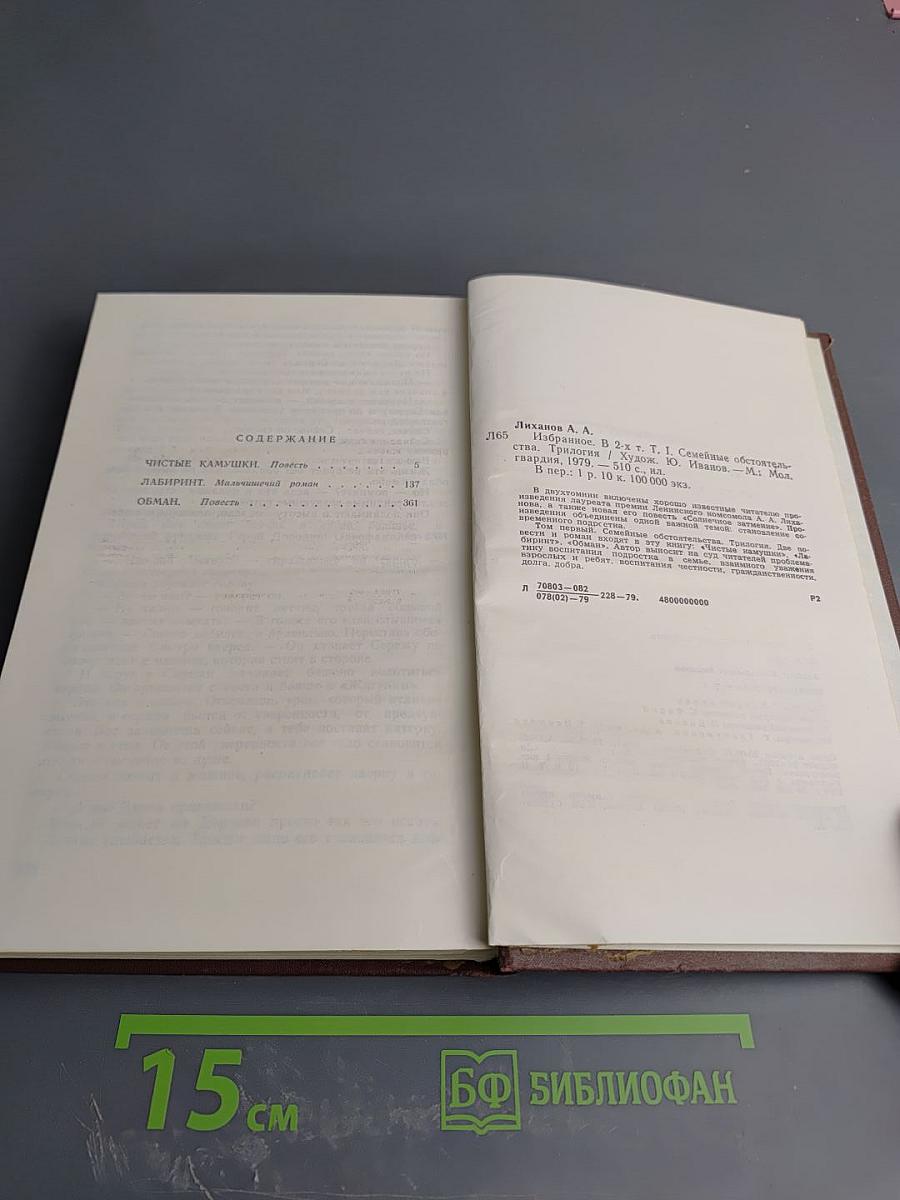 СОДЕРЖАНИЕ
ЧИСТЫЕ КАМУШКИ. Повесть . . . . . . . . 5
ЛАБИРИНТ. Мальчишечий роман . . . . . . 137
ОБМАН. Повесть . . . . . . . . . . . . . 361
Лиханов А. А.
Л65 Избранное. В 2-х т. Т. I. Семейные обстоятель-
ства. Трилогия / Худож. Ю. Иванов. — М.: Мол.
гвардия, 1979. — 510 с., ил.
В пер.: 1 р. 10 к. 100 000 экз.
В двухтомник включены хорошо известные читателю про-
изведения лауреата премии Ленинского комсомола А. А. Лиха-
нова, а также новая его повесть «Солнечное затмение». Про-
изведения объединены одной важной темой: становление со-
временного подростка.
Том первый. Семейные обстоятельства. Трилогия. Две по-
вести и роман входят в эту книгу: «Чистые камушки», «Ла-
биринт», «Обман». Автор выносит на суд читателей проблема-
тику воспитания подростка в семье, взаимного уважения
взрослых и ребят, воспитания честности, гражданственности,
долга, добра.
Л 70803—082
078(02)—79 —228—79. 4800000000 Р2
15 см
БФ БИБЛИОФАН